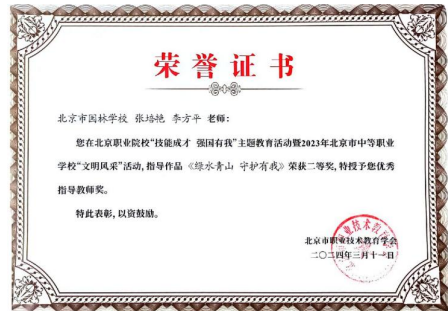 荣誉证书
北京市园林学校 张培艳 李方平 老师:
您在北京职业院校“技能成才 强国有我”主题教育活动暨2023年北京市中等职业
学校“文明风采”活动,指导作品《绿水青山 守护有我》荣获二等奖,特授予您优秀
指导教师奖。
特此表彰,以资鼓励。
北京市职业技术教育学会
二〇二四年三月十一日